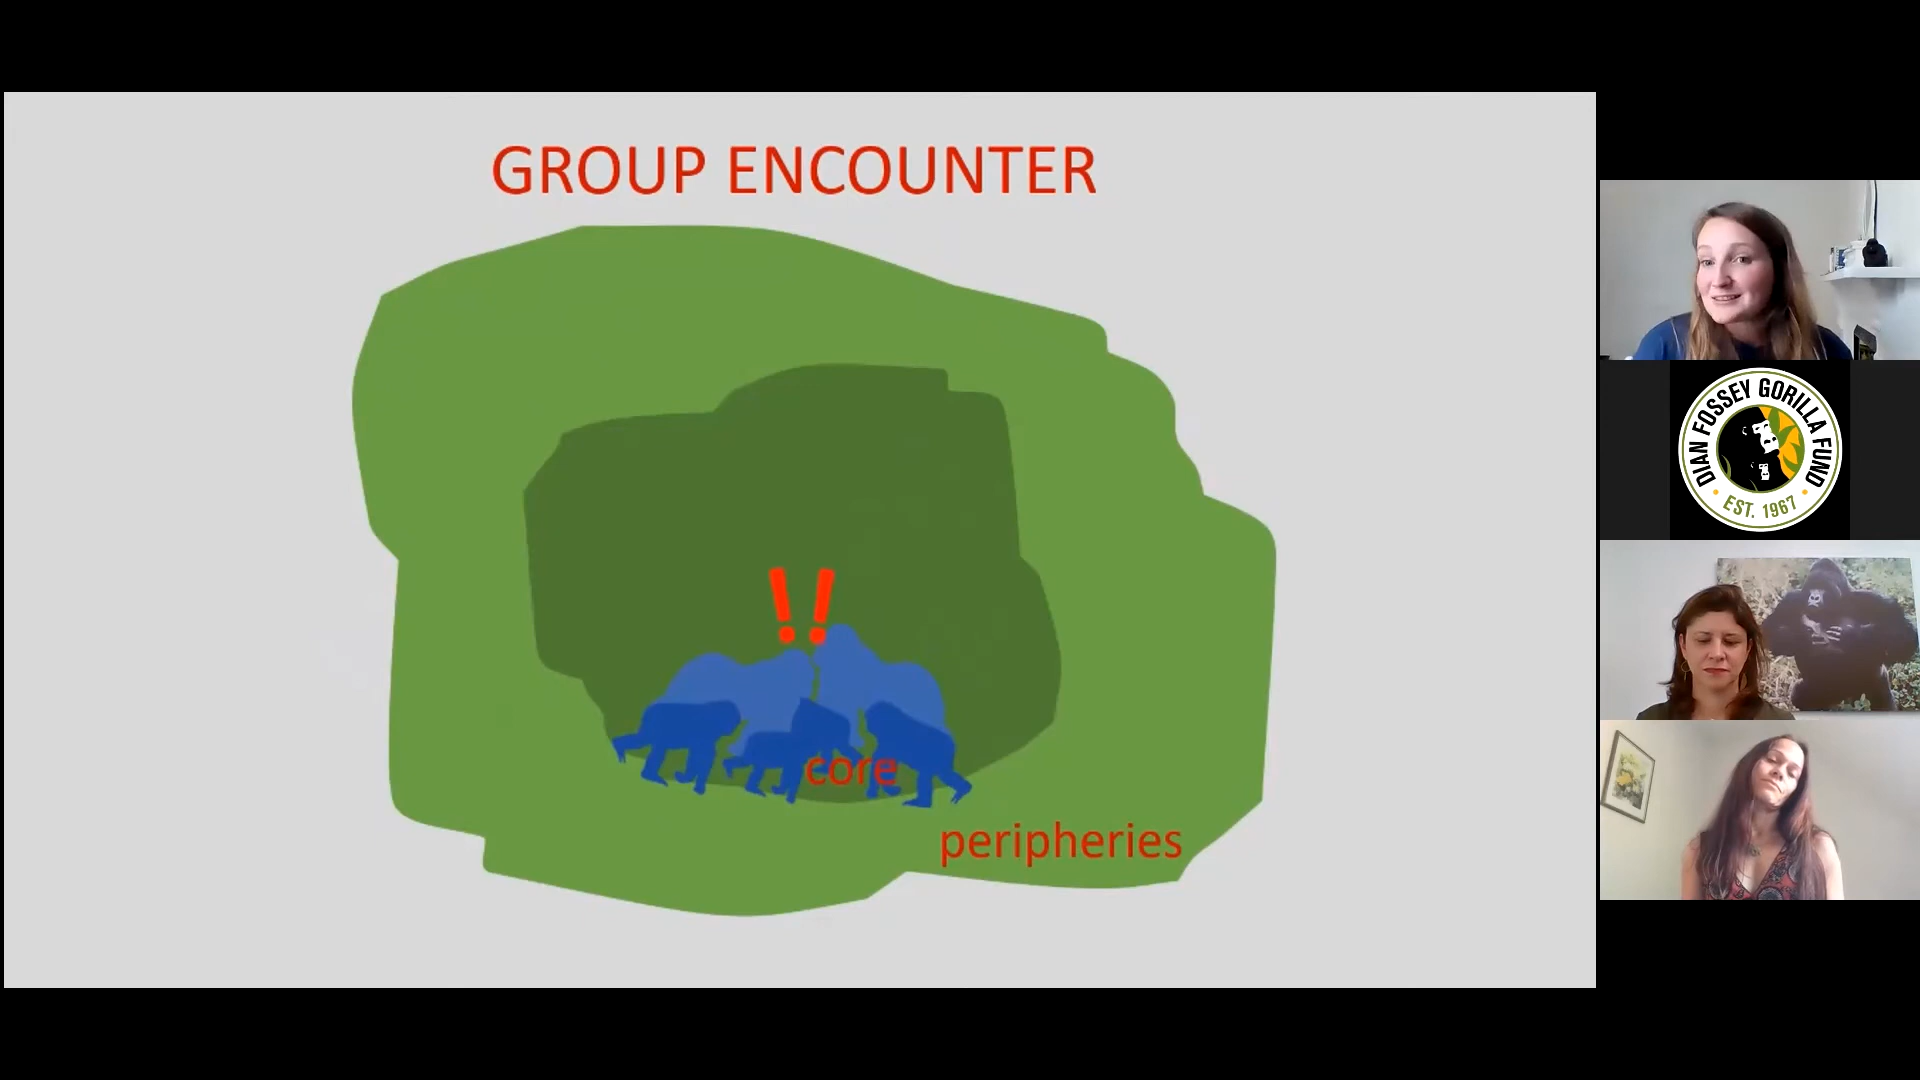 GROUP ENCOUNTER
!!
core
peripheries
DIAN FOSSEY GORILLA FUND
EST. 1967